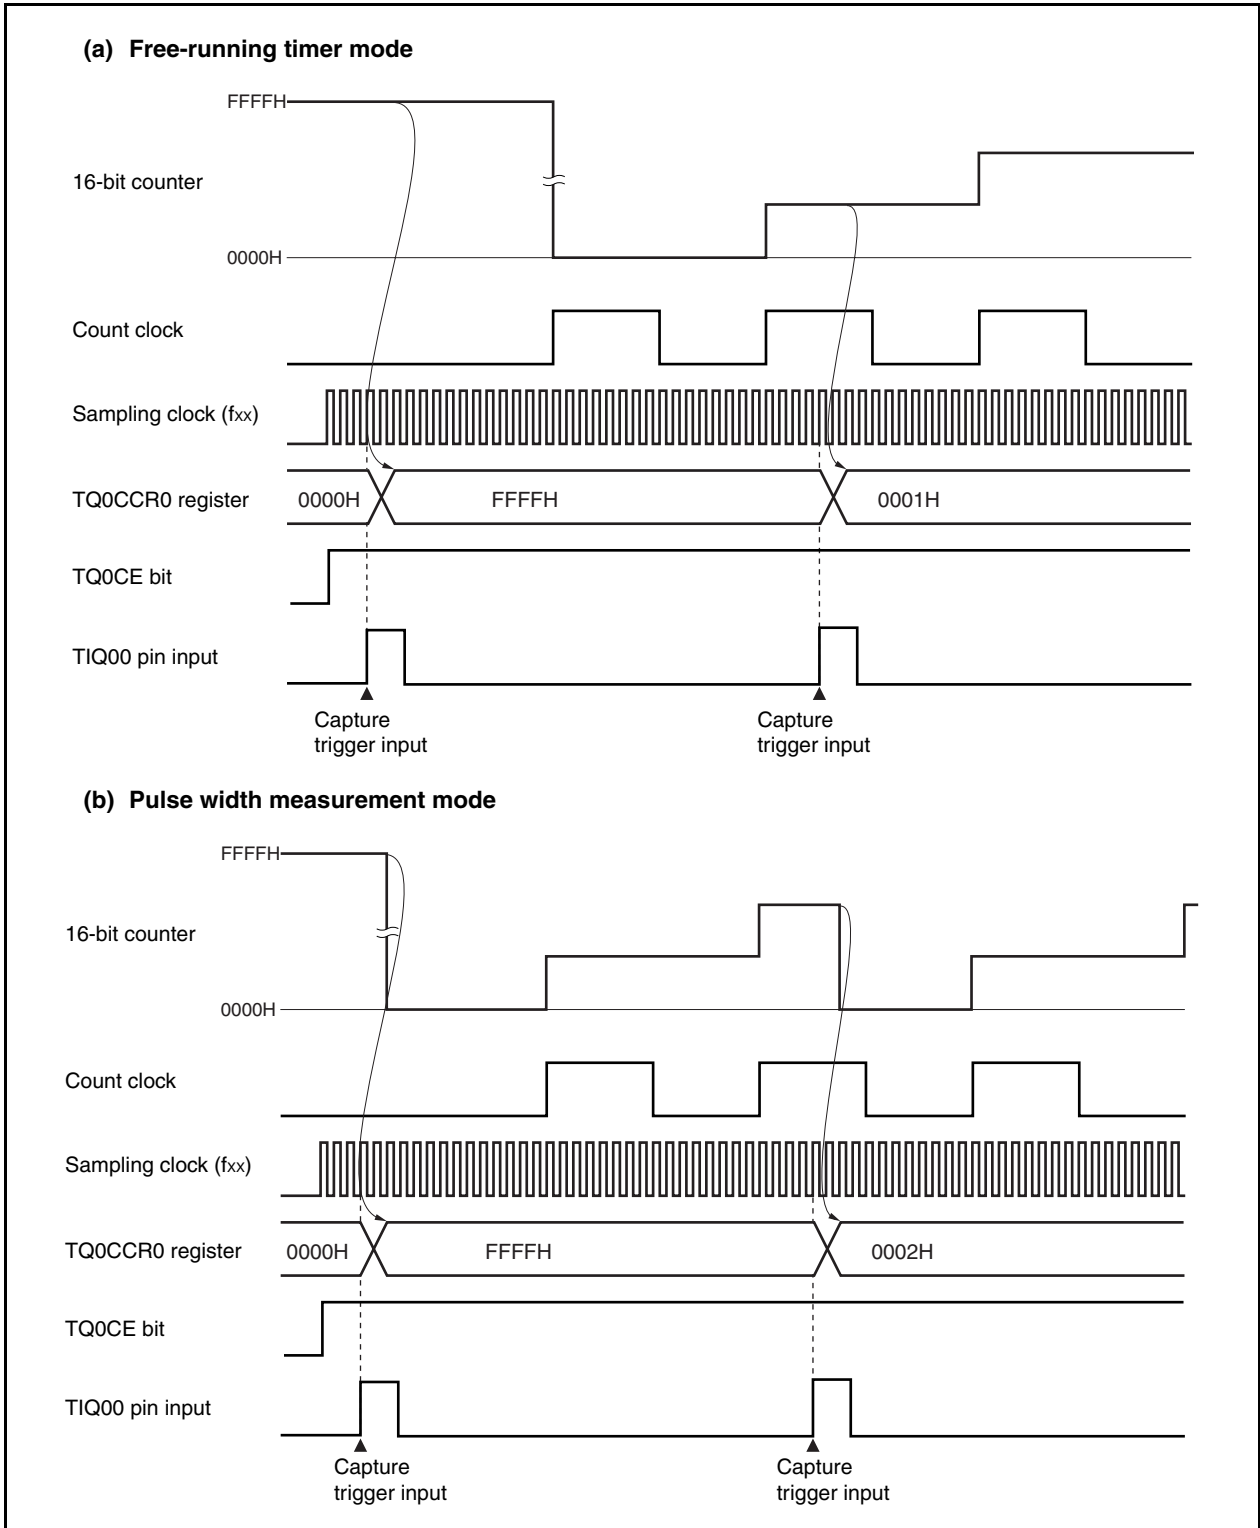 (a) Free-running timer mode
FFFFH
16-bit counter
0000H
Count clock
Sampling clock (fxx)
TQ0CCR0 register
0000H
FFFFH
0001H
TQ0CE bit
TIQ00 pin input
Capture
trigger input
Capture
trigger input
(b) Pulse width measurement mode
FFFFH
16-bit counter
0000H
Count clock
Sampling clock (fxx)
TQ0CCR0 register
0000H
FFFFH
0002H
TQ0CE bit
TIQ00 pin input
Capture
trigger input
Capture
trigger input